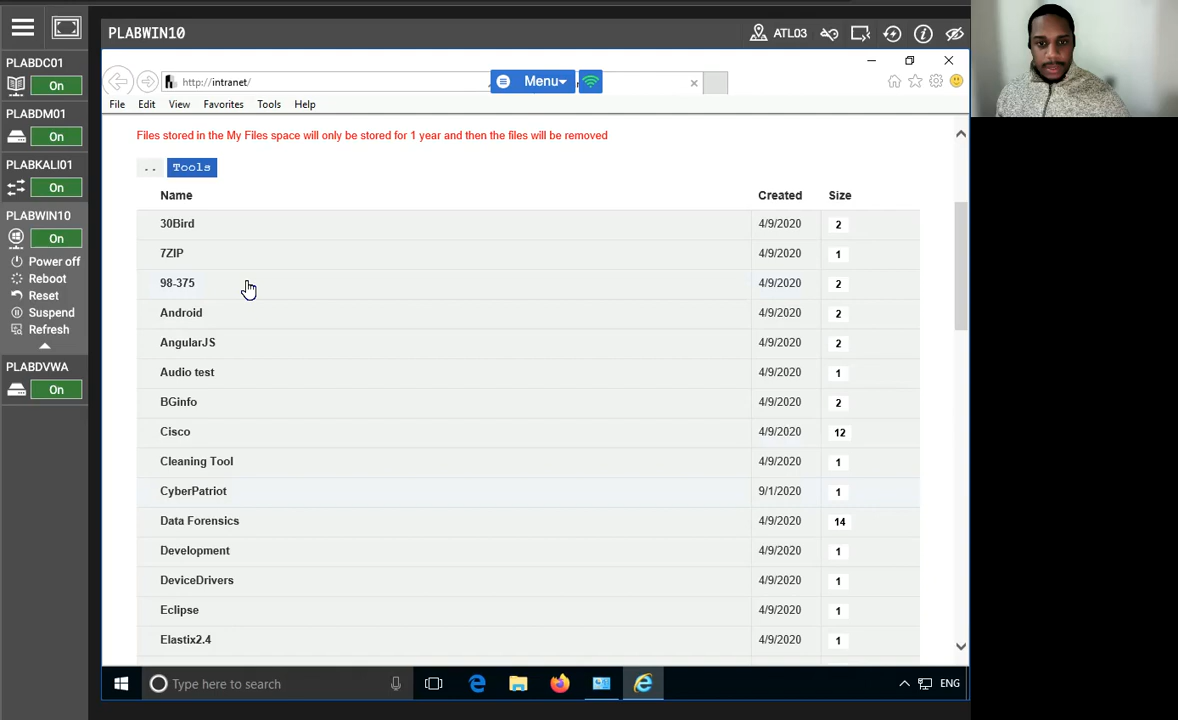 PLABDC01
On
PLABDM01
On
PLABKALI01
On
PLABWIN10
On
Power off
Reboot
Reset
Suspend
Refresh
PLABDVWA
On
PLABWIN10
ATL03
http://intranet/
Menu
File Edit View Favorites Tools Help
Files stored in the My Files space will only be stored for 1 year and then the files will be removed
.. Tools
Name Created Size
30Bird 4/9/2020 2
7ZIP 4/9/2020 1
98-375 4/9/2020 2
Android 4/9/2020 2
AngularJS 4/9/2020 2
Audio test 4/9/2020 1
BGinfo 4/9/2020 2
Cisco 4/9/2020 12
Cleaning Tool 4/9/2020 1
CyberPatriot 9/1/2020 1
Data Forensics 4/9/2020 14
Development 4/9/2020 1
DeviceDrivers 4/9/2020 1
Eclipse 4/9/2020 1
Elastix2.4 4/9/2020 1
Type here to search
ENG